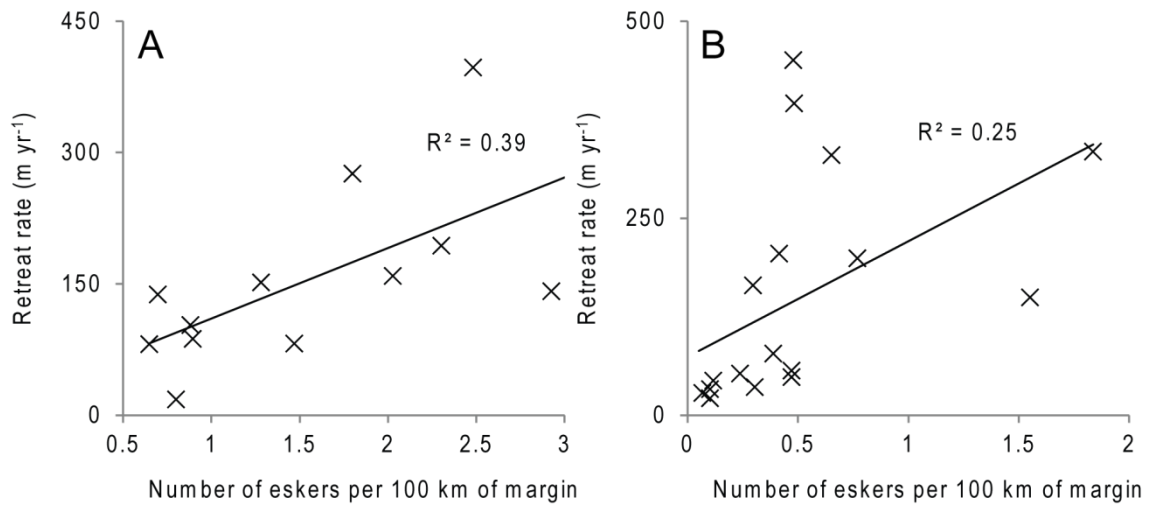 A
450
300
150
0
0.5 1 1.5 2 2.5 3
Retreat rate (m yr⁻¹)
Number of eskers per 100 km of margin
R² = 0.39
B
500
250
0
0 0.5 1 1.5 2
Retreat rate (m yr⁻¹)
Number of eskers per 100 km of margin
R² = 0.25